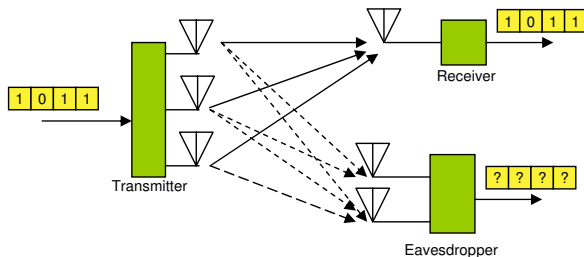 1 0 1 1
Receiver
1 0 1 1
Transmitter
? ? ? ?
Eavesdropper